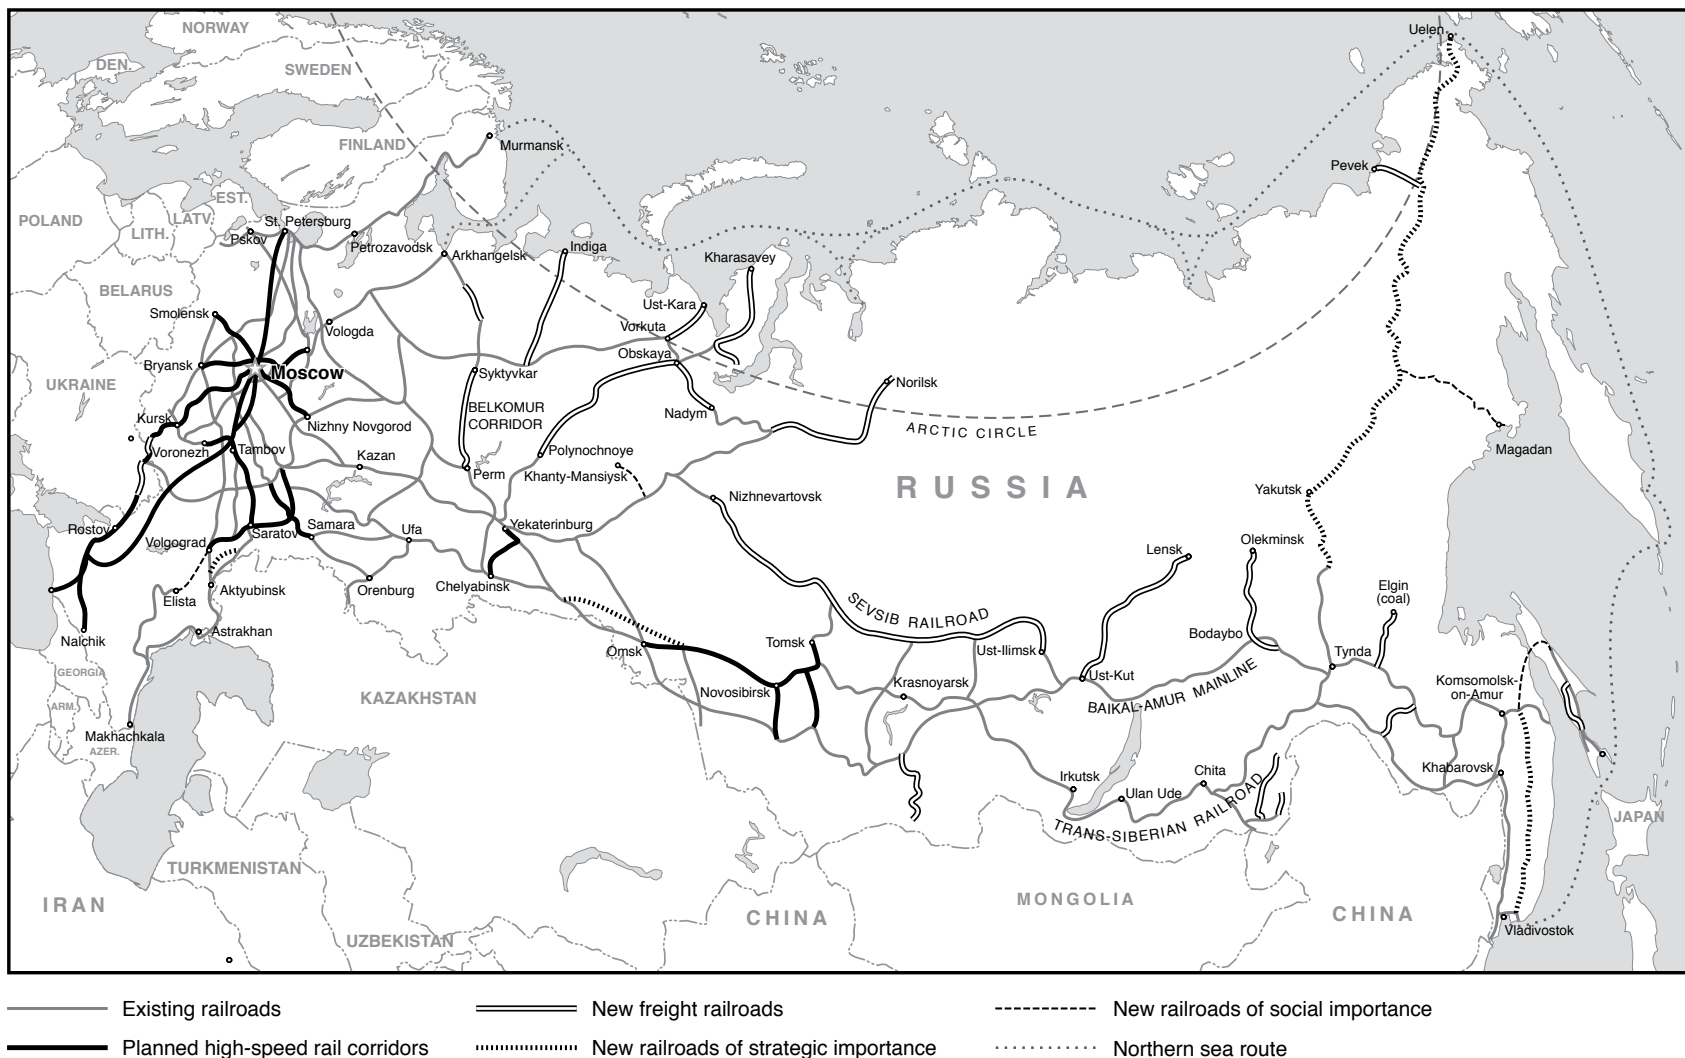 NORWAY
Uelen
DEN.
SWEDEN
FINLAND
Murmansk
Pevek
EST.
POLAND
LATV.
St. Petersburg
LITH.
Pskov
Petrozavodsk
Arkhangelsk
Indiga
Kharasavey
BELARUS
Smolensk
Ust-Kara
Vologda
Vorkuta
Bryansk
Obskaya
Moscow
Syktyvkar
UKRAINE
Norilsk
BELKOMUR
CORRIDOR
Nadym
Kursk
Nizhny Novgorod
ARCTIC CIRCLE
Voronezh
Tambov
Kazan
Polynochnoye
Magadan
Perm
Khanty-Mansiysk
RUSSIA
Yakutsk
Nizhnevartovsk
Rostov
Samara
Yekaterinburg
Saratov
Ufa
Volgograd
Olekminsk
Lensk
Aktyubinsk
Orenburg
Chelyabinsk
Elgin
(coal)
Elista
SEVSIB RAILROAD
Astrakhan
Nalchik
Bodaybo
Tomsk
Ust-Ilimsk
Omsk
Tynda
GEORGIA
Ust-Kut
Krasnoyarsk
Novosibirsk
Komsomolsk-
on-Amur
KAZAKHSTAN
BAIKAL-AMUR MAINLINE
ARM.
Makhachkala
AZER.
Khabarovsk
Irkutsk
Chita
Ulan Ude
TRANS-SIBERIAN RAILROAD
JAPAN
TURKMENISTAN
IRAN
MONGOLIA
CHINA
CHINA
Vladivostok
UZBEKISTAN
Existing railroads
New freight railroads
New railroads of social importance
Planned high-speed rail corridors
New railroads of strategic importance
Northern sea route